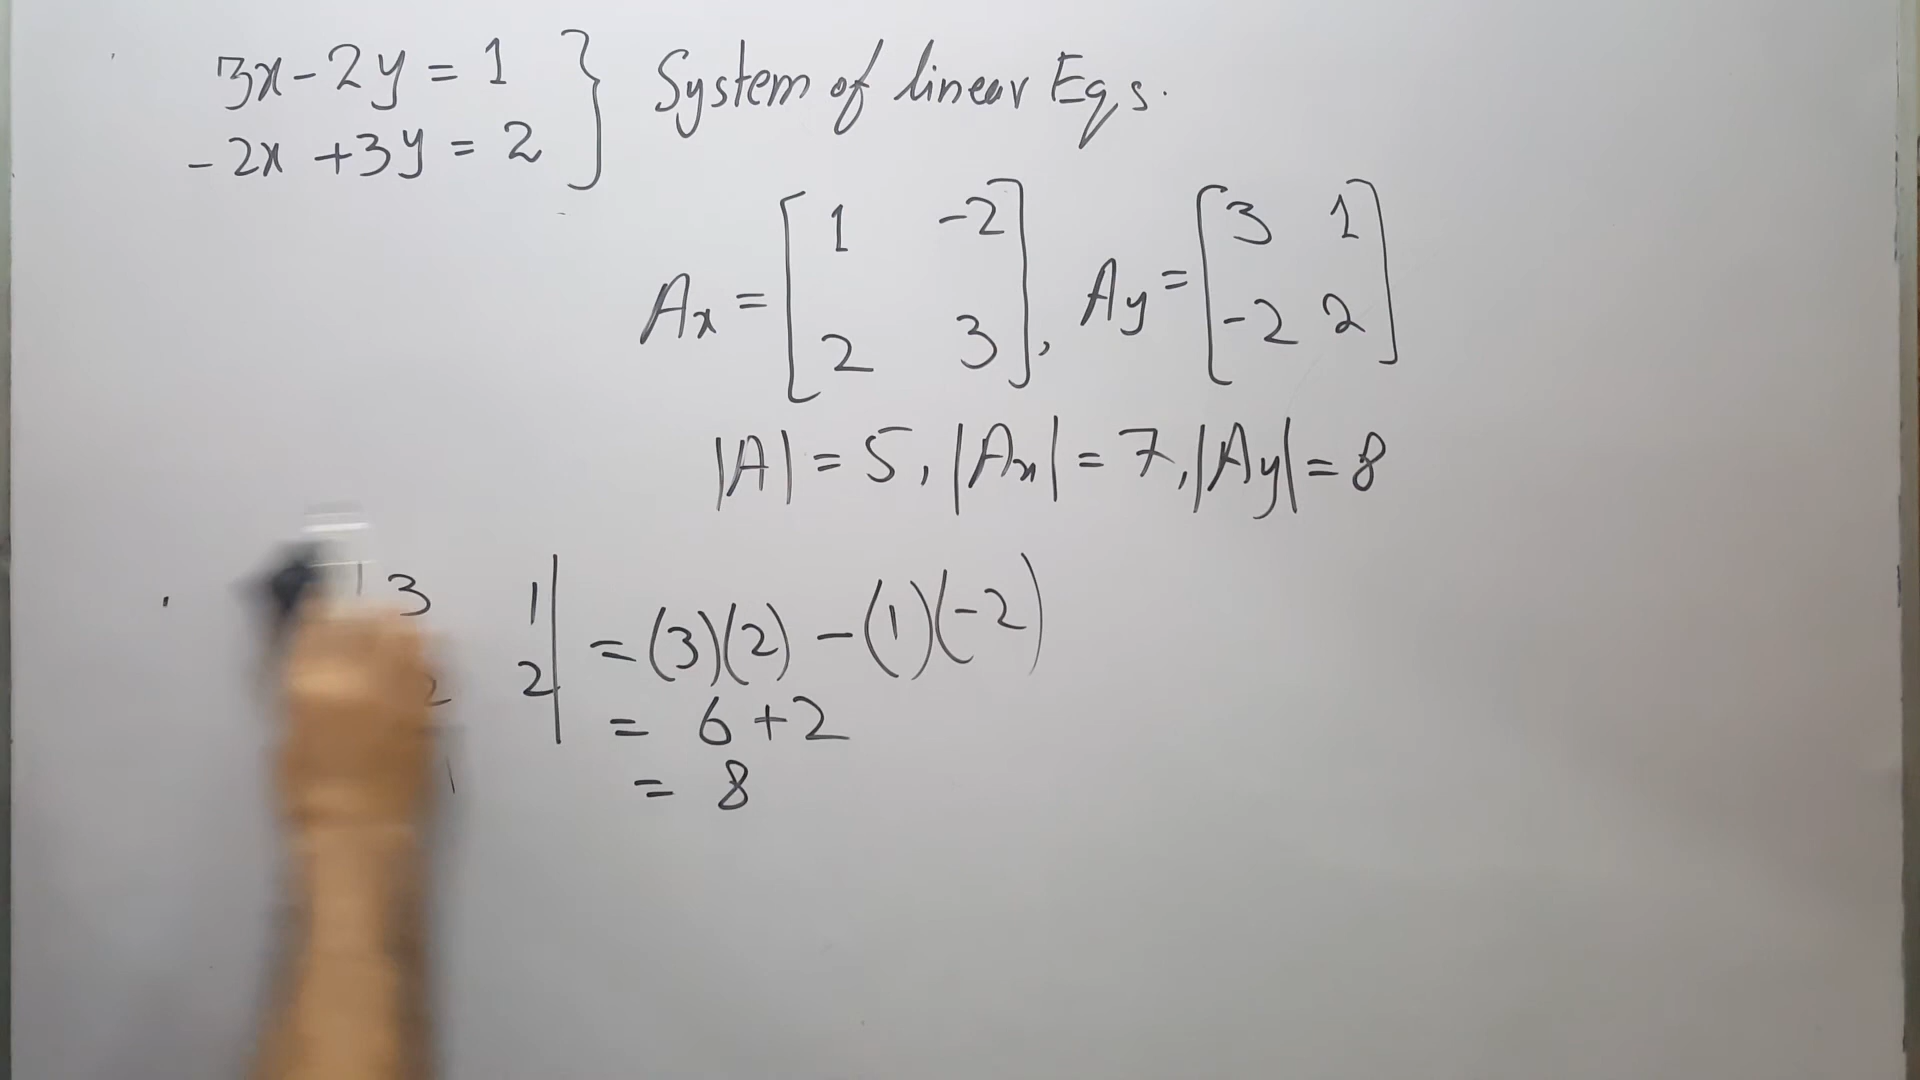 3x - 2y = 1 } System of linear Eqs.
-2x + 3y = 2
Ax = [ 1 -2 , Ay = [ 3 1
2 3 ] -2 2 ]
|A| = 5, |Ax| = 7, |Ay| = 8
3 1 | = (3)(2) - (1)(-2)
2 2
= 6 + 2
= 8